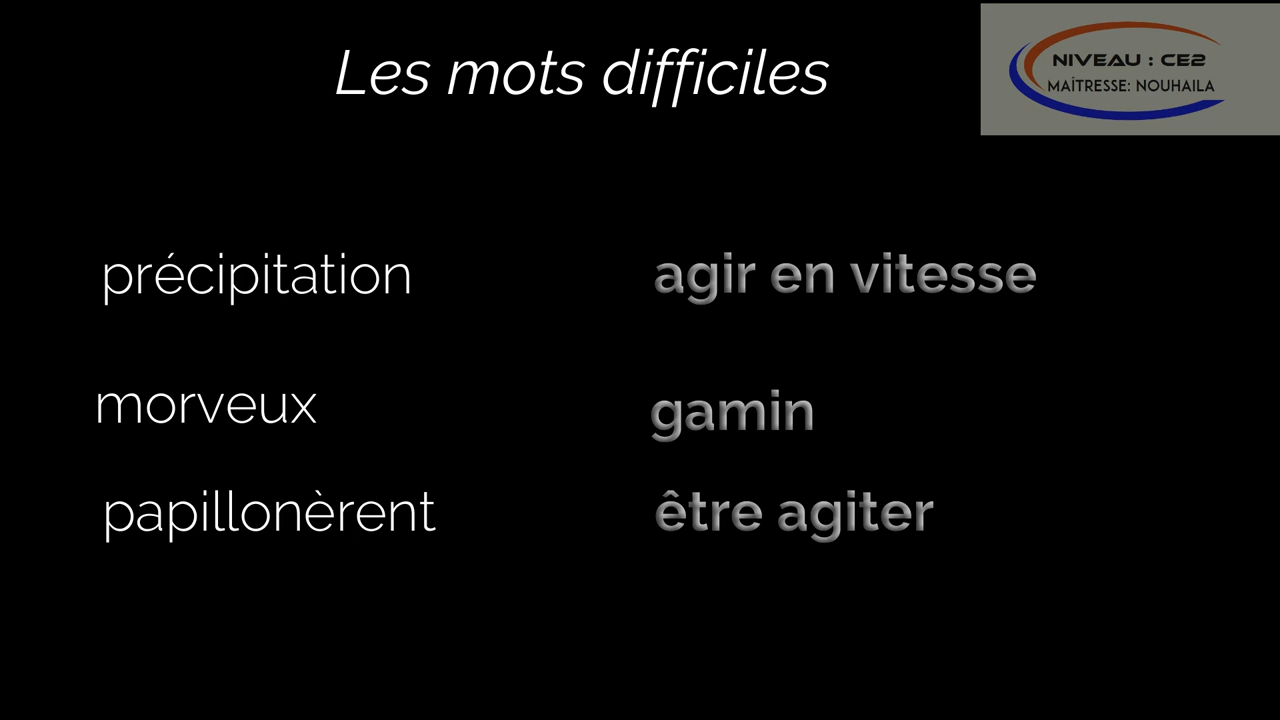 Les mots difficiles
NIVEAU : CE2
MAÎTRESSE: NOUHAILA
précipitation agir en vitesse
morveux gamin
papillonèrent être agiter